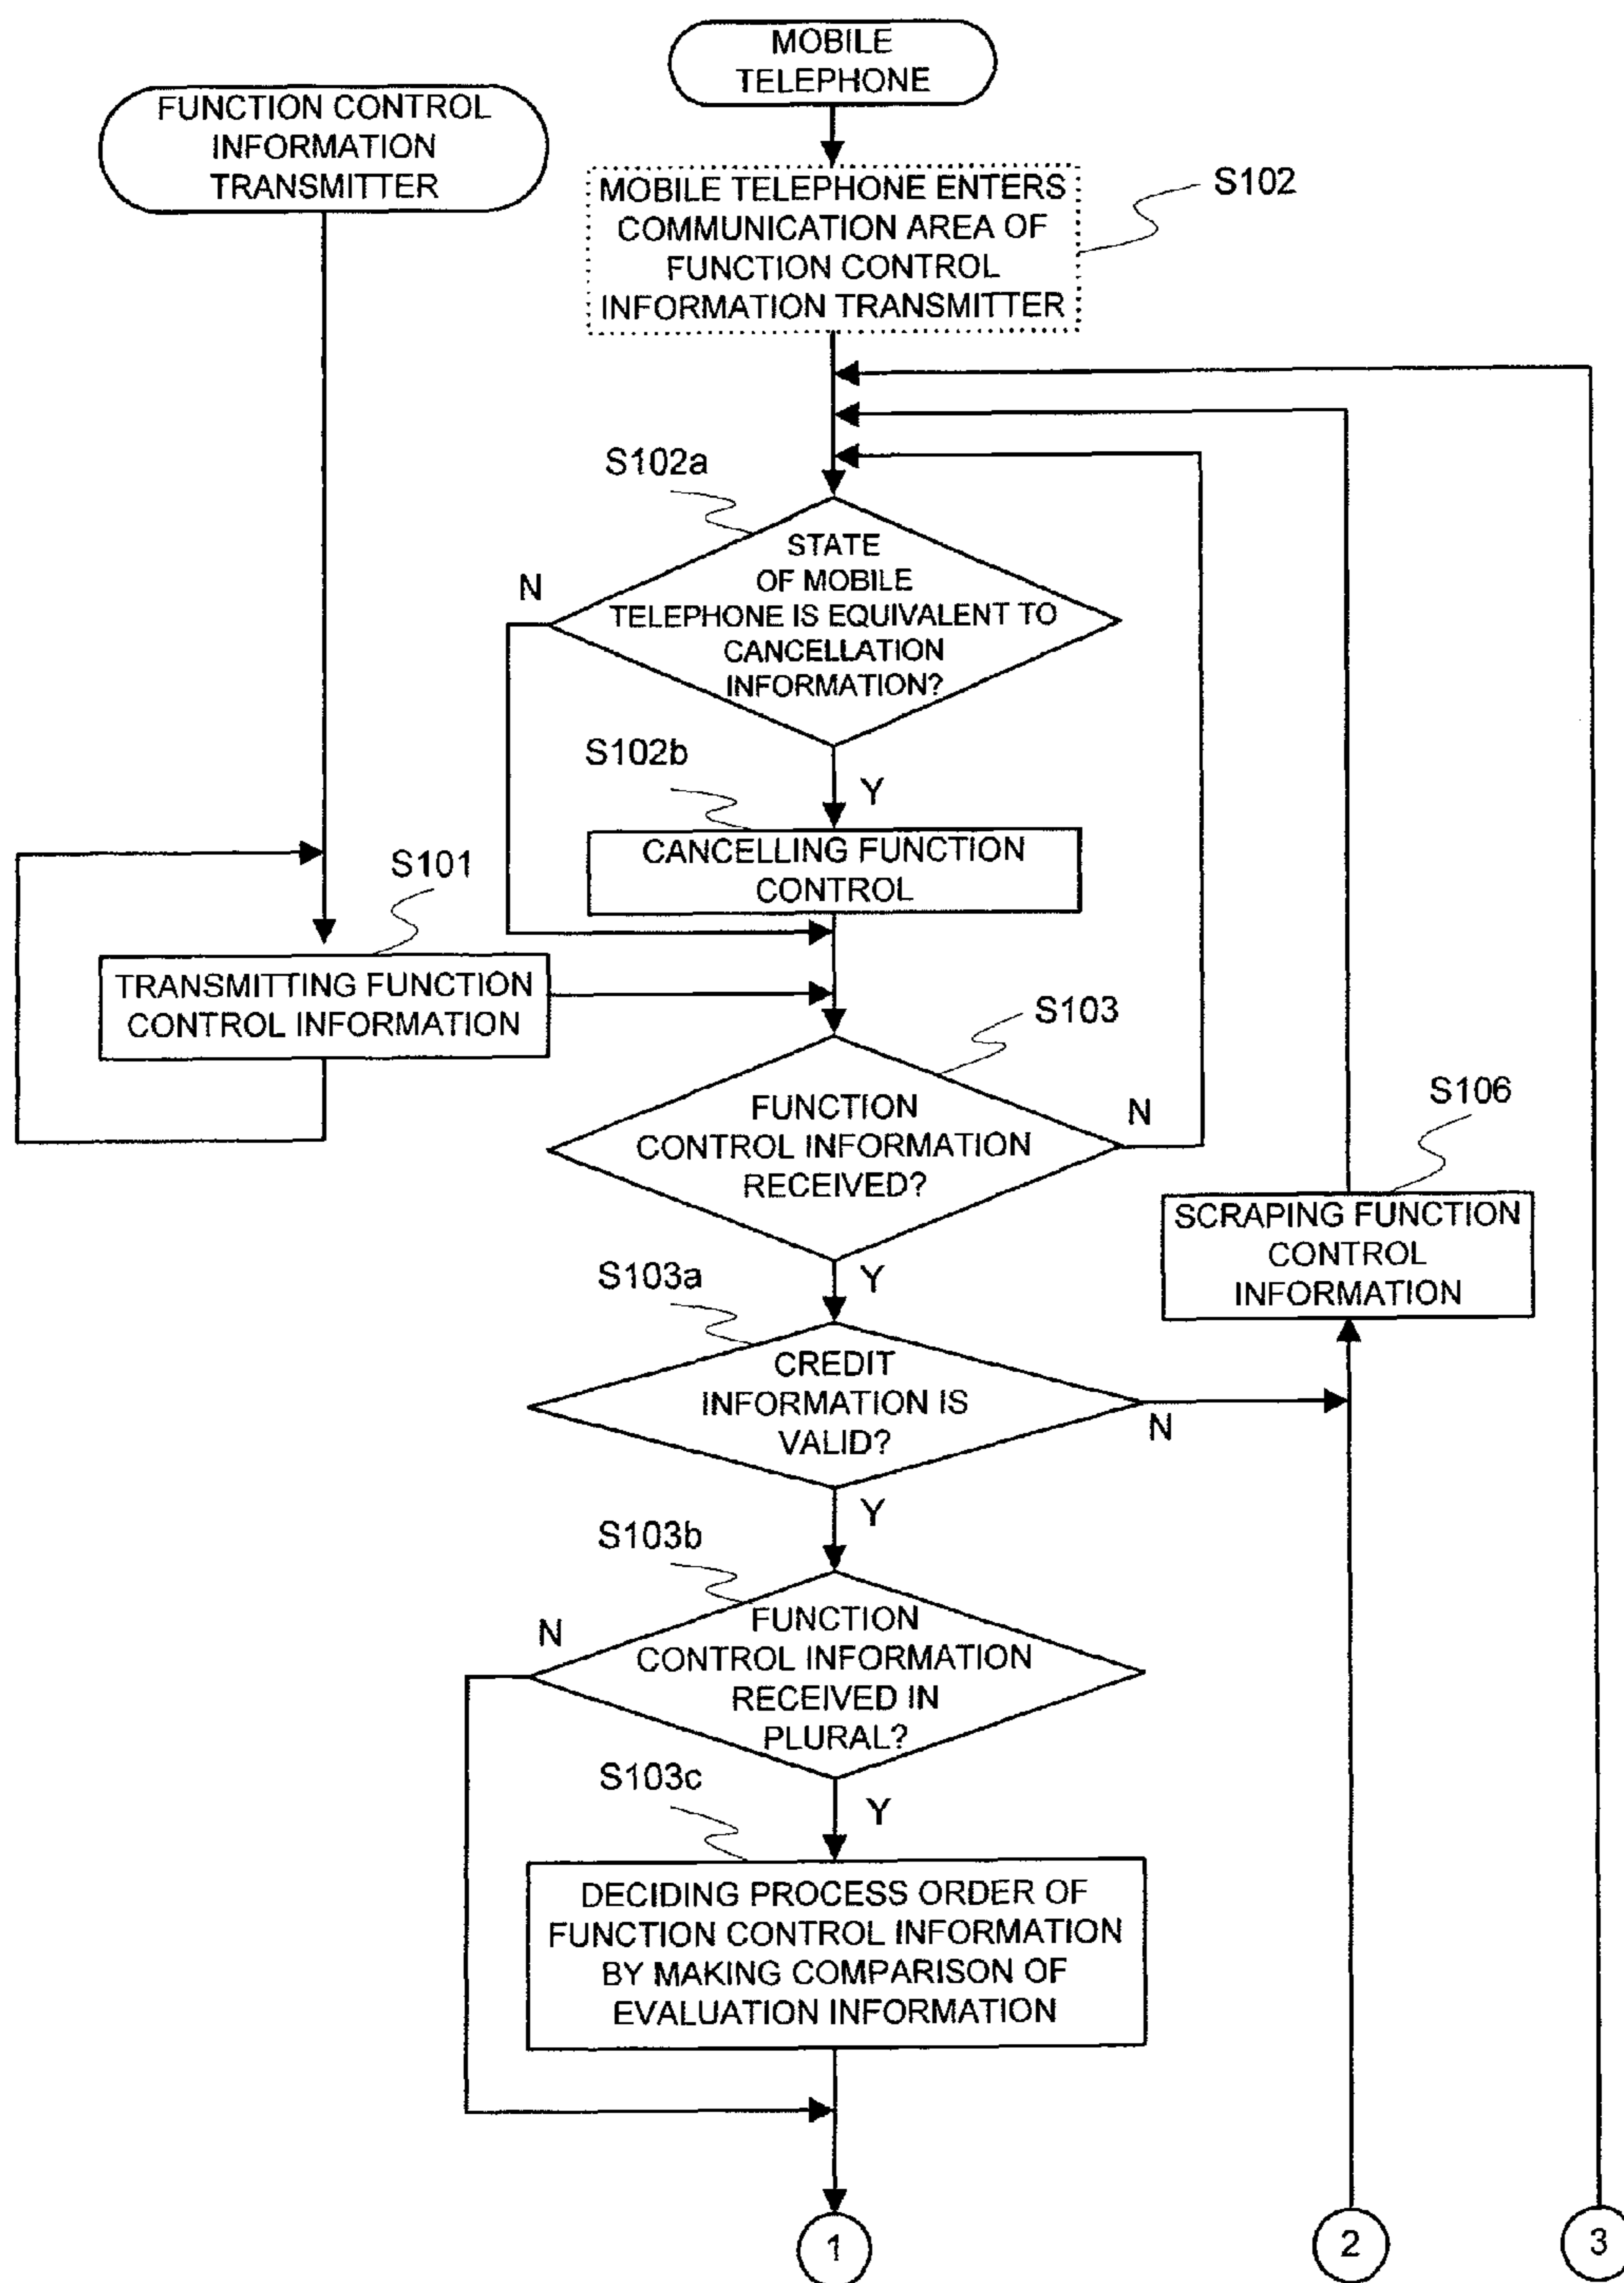 MOBILE
TELEPHONE
FUNCTION CONTROL
INFORMATION
TRANSMITTER
MOBILE TELEPHONE ENTERS
COMMUNICATION AREA OF
FUNCTION CONTROL
INFORMATION TRANSMITTER
S102
S102a
STATE
OF MOBILE
TELEPHONE IS EQUIVALENT TO
CANCELLATION
INFORMATION?
N
Y
S102b
CANCELLING FUNCTION
CONTROL
S101
TRANSMITTING FUNCTION
CONTROL INFORMATION
S103
FUNCTION
CONTROL INFORMATION
RECEIVED?
N
Y
S106
SCRAPING FUNCTION
CONTROL
INFORMATION
S103a
CREDIT
INFORMATION IS
VALID?
N
Y
S103b
FUNCTION
CONTROL INFORMATION
RECEIVED IN
PLURAL?
N
Y
S103c
DECIDING PROCESS ORDER OF
FUNCTION CONTROL INFORMATION
BY MAKING COMPARISON OF
EVALUATION INFORMATION
1
2
3